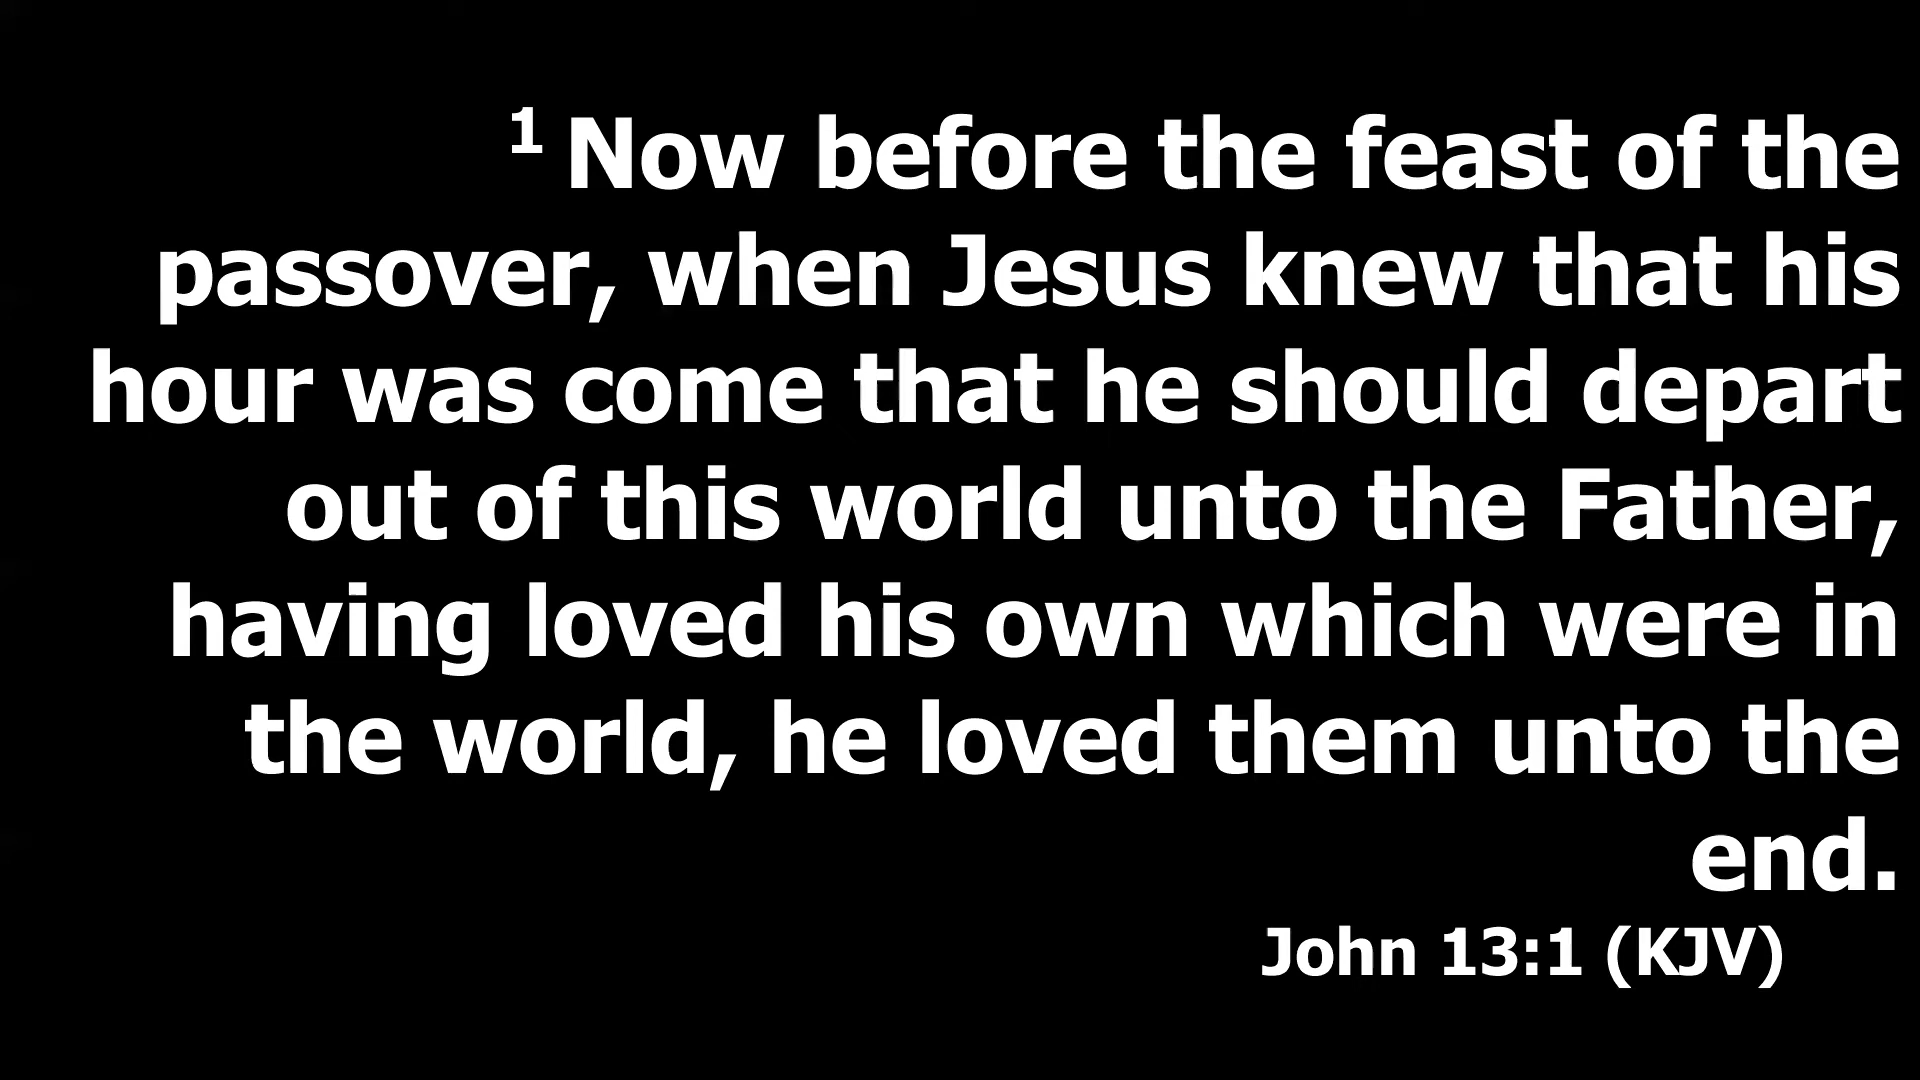 1 Now before the feast of the
passover, when Jesus knew that his
hour was come that he should depart
out of this world unto the Father,
having loved his own which were in
the world, he loved them unto the
end.
John 13:1 (KJV)